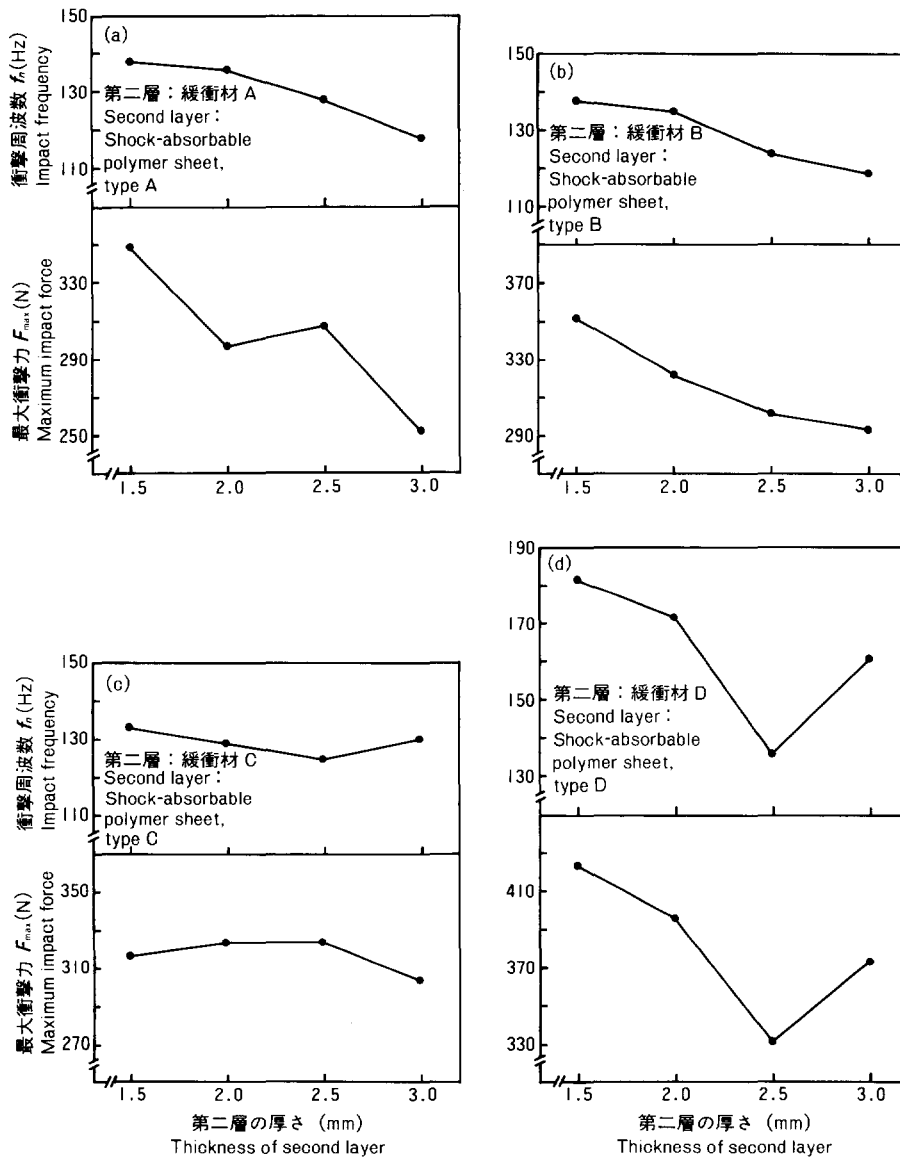 (a)
衝撃周波数 fn(Hz)
Impact frequency
150
130
110
第二層：緩衝材 A
Second layer：
Shock-absorbable
polymer sheet,
type A
最大衝撃力 Fmax(N)
Maximum impact force
330
290
250
1.5 2.0 2.5 3.0
(b)
150
130
110
第二層：緩衝材 B
Second layer：
Shock-absorbable
polymer sheet,
type B
370
330
290
1.5 2.0 2.5 3.0
(c)
衝撃周波数 fn(Hz)
Impact frequency
150
130
110
第二層：緩衝材 C
Second layer：
Shock-absorbable
polymer sheet,
type C
最大衝撃力 Fmax(N)
Maximum impact force
350
310
270
1.5 2.0 2.5 3.0
第二層の厚さ (mm)
Thickness of second layer
(d)
190
170
150
130
第二層：緩衝材 D
Second layer：
Shock-absorbable
polymer sheet,
type D
410
370
330
1.5 2.0 2.5 3.0
第二層の厚さ (mm)
Thickness of second layer